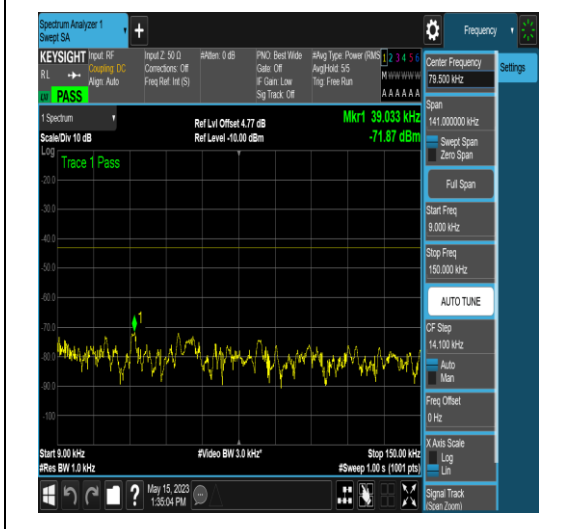 Spectrum Analyzer 1
Swept SA
+
Frequency
KEYSIGHT
RL
Input: RF
Coupling: DC
Align: Auto
Input Z: 50 Ω
Corrections: Off
Freq Ref: Int (S)
#Atten: 0 dB
PNO: Best Wide
Gate: Off
IF Gain: Low
Sig Track: Off
#Avg Type: Power (RMS
Avg|Hold: 5/5
Trig: Free Run
1 2 3 4 5 6
M W W W W W
A A A A A A
PASS
1 Spectrum
Scale/Div 10 dB
Ref Lvl Offset 4.77 dB
Ref Level -10.00 dBm
Mkr1 39.033 kHz
-71.87 dBm
Log
Trace 1 Pass
-20.0
-30.0
-40.0
-50.0
-60.0
-70.0
-80.0
-90.0
-100
1
Start 9.00 kHz
#Res BW 1.0 kHz
#Video BW 3.0 kHz*
Stop 150.00 kHz
#Sweep 1.00 s (1001 pts)
?
May 15, 2023
1:35:04 PM
Center Frequency
79.500 kHz
Span
141.000000 kHz
Swept Span
Zero Span
Full Span
Start Freq
9.000 kHz
Stop Freq
150.000 kHz
AUTO TUNE
CF Step
14.100 kHz
Auto
Man
Freq Offset
0 Hz
X Axis Scale
Log
Lin
Signal Track
(Span Zoom)
Settings